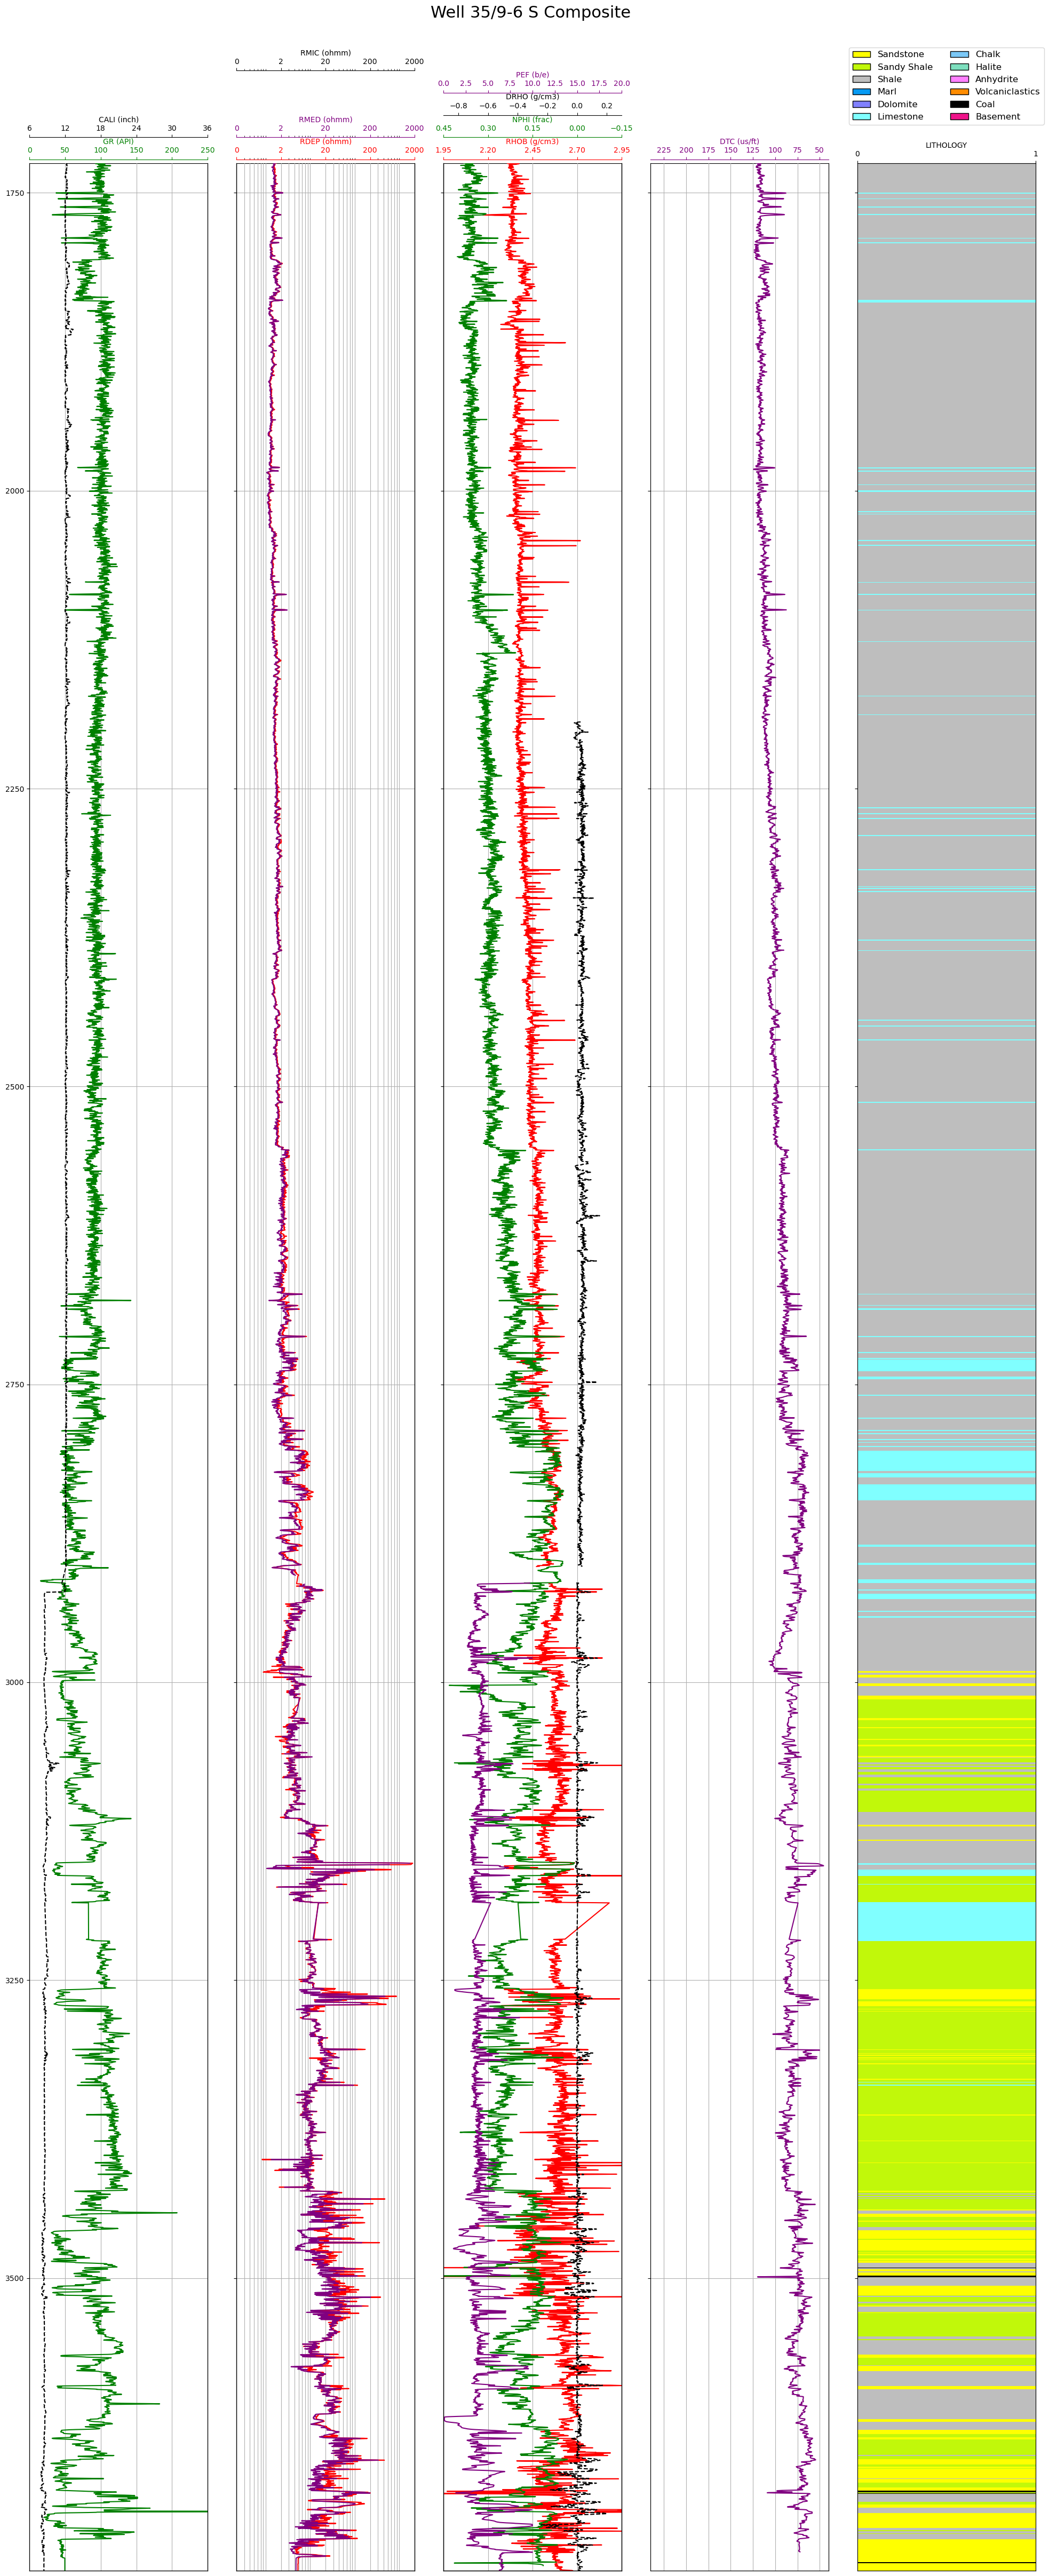 Well 35/9-6 S Composite
RMIC (ohmm)
0 2 20 200 2000
PEF (b/e)
0.0 2.5 5.0 7.5 10.0 12.5 15.0 17.5 20.0
DRHO (g/cm3)
−0.8 −0.6 −0.4 −0.2 0.0 0.2
Sandstone Chalk
Sandy Shale Halite
Shale Anhydrite
Marl Volcaniclastics
Dolomite Coal
Limestone Basement
CALI (inch) RMED (ohmm) NPHI (frac)
6 12 18 24 30 36 0 2 20 200 2000 0.45 0.30 0.15 0.00 −0.15
GR (API) RDEP (ohmm) RHOB (g/cm3) DTC (us/ft) LITHOLOGY
0 50 100 150 200 250 0 2 20 200 2000 1.95 2.20 2.45 2.70 2.95 225 200 175 150 125 100 75 50 0 1
1750
2000
2250
2500
2750
3000
3250
3500